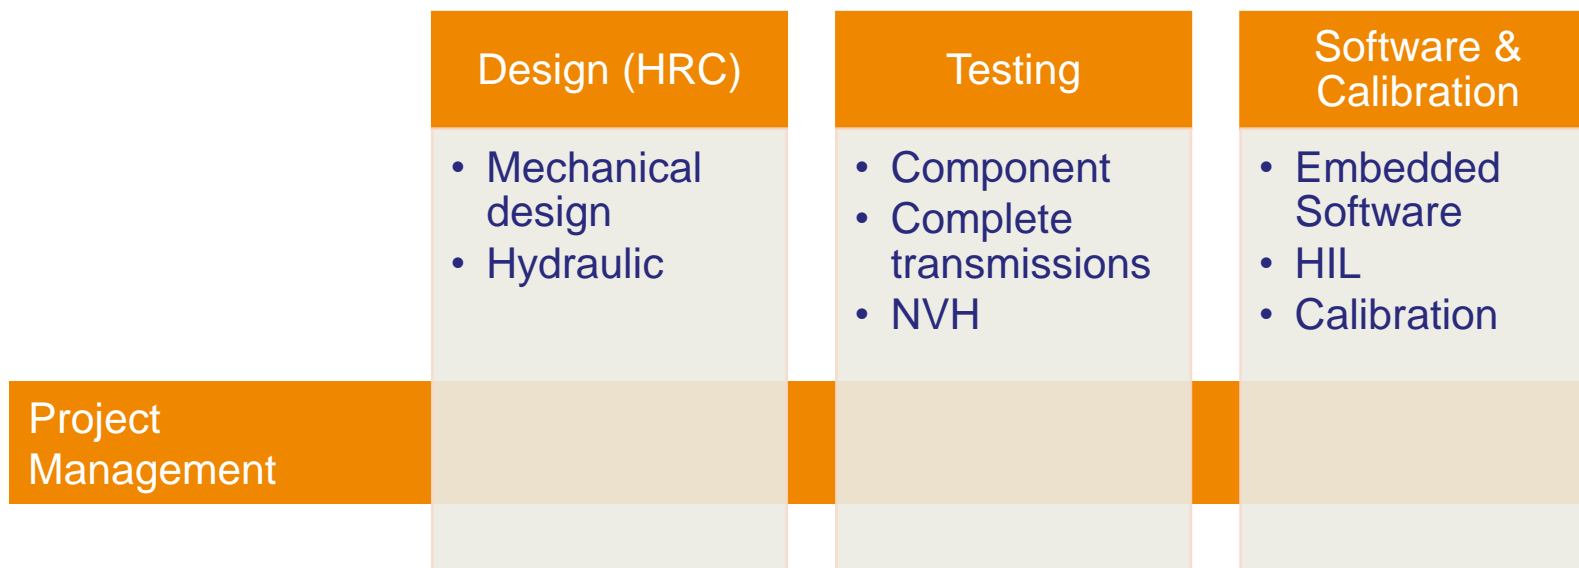 Design (HRC)
• Mechanical
design
• Hydraulic
Testing
• Component
• Complete
transmissions
• NVH
Software &
Calibration
• Embedded
Software
• HIL
• Calibration
Project
Management